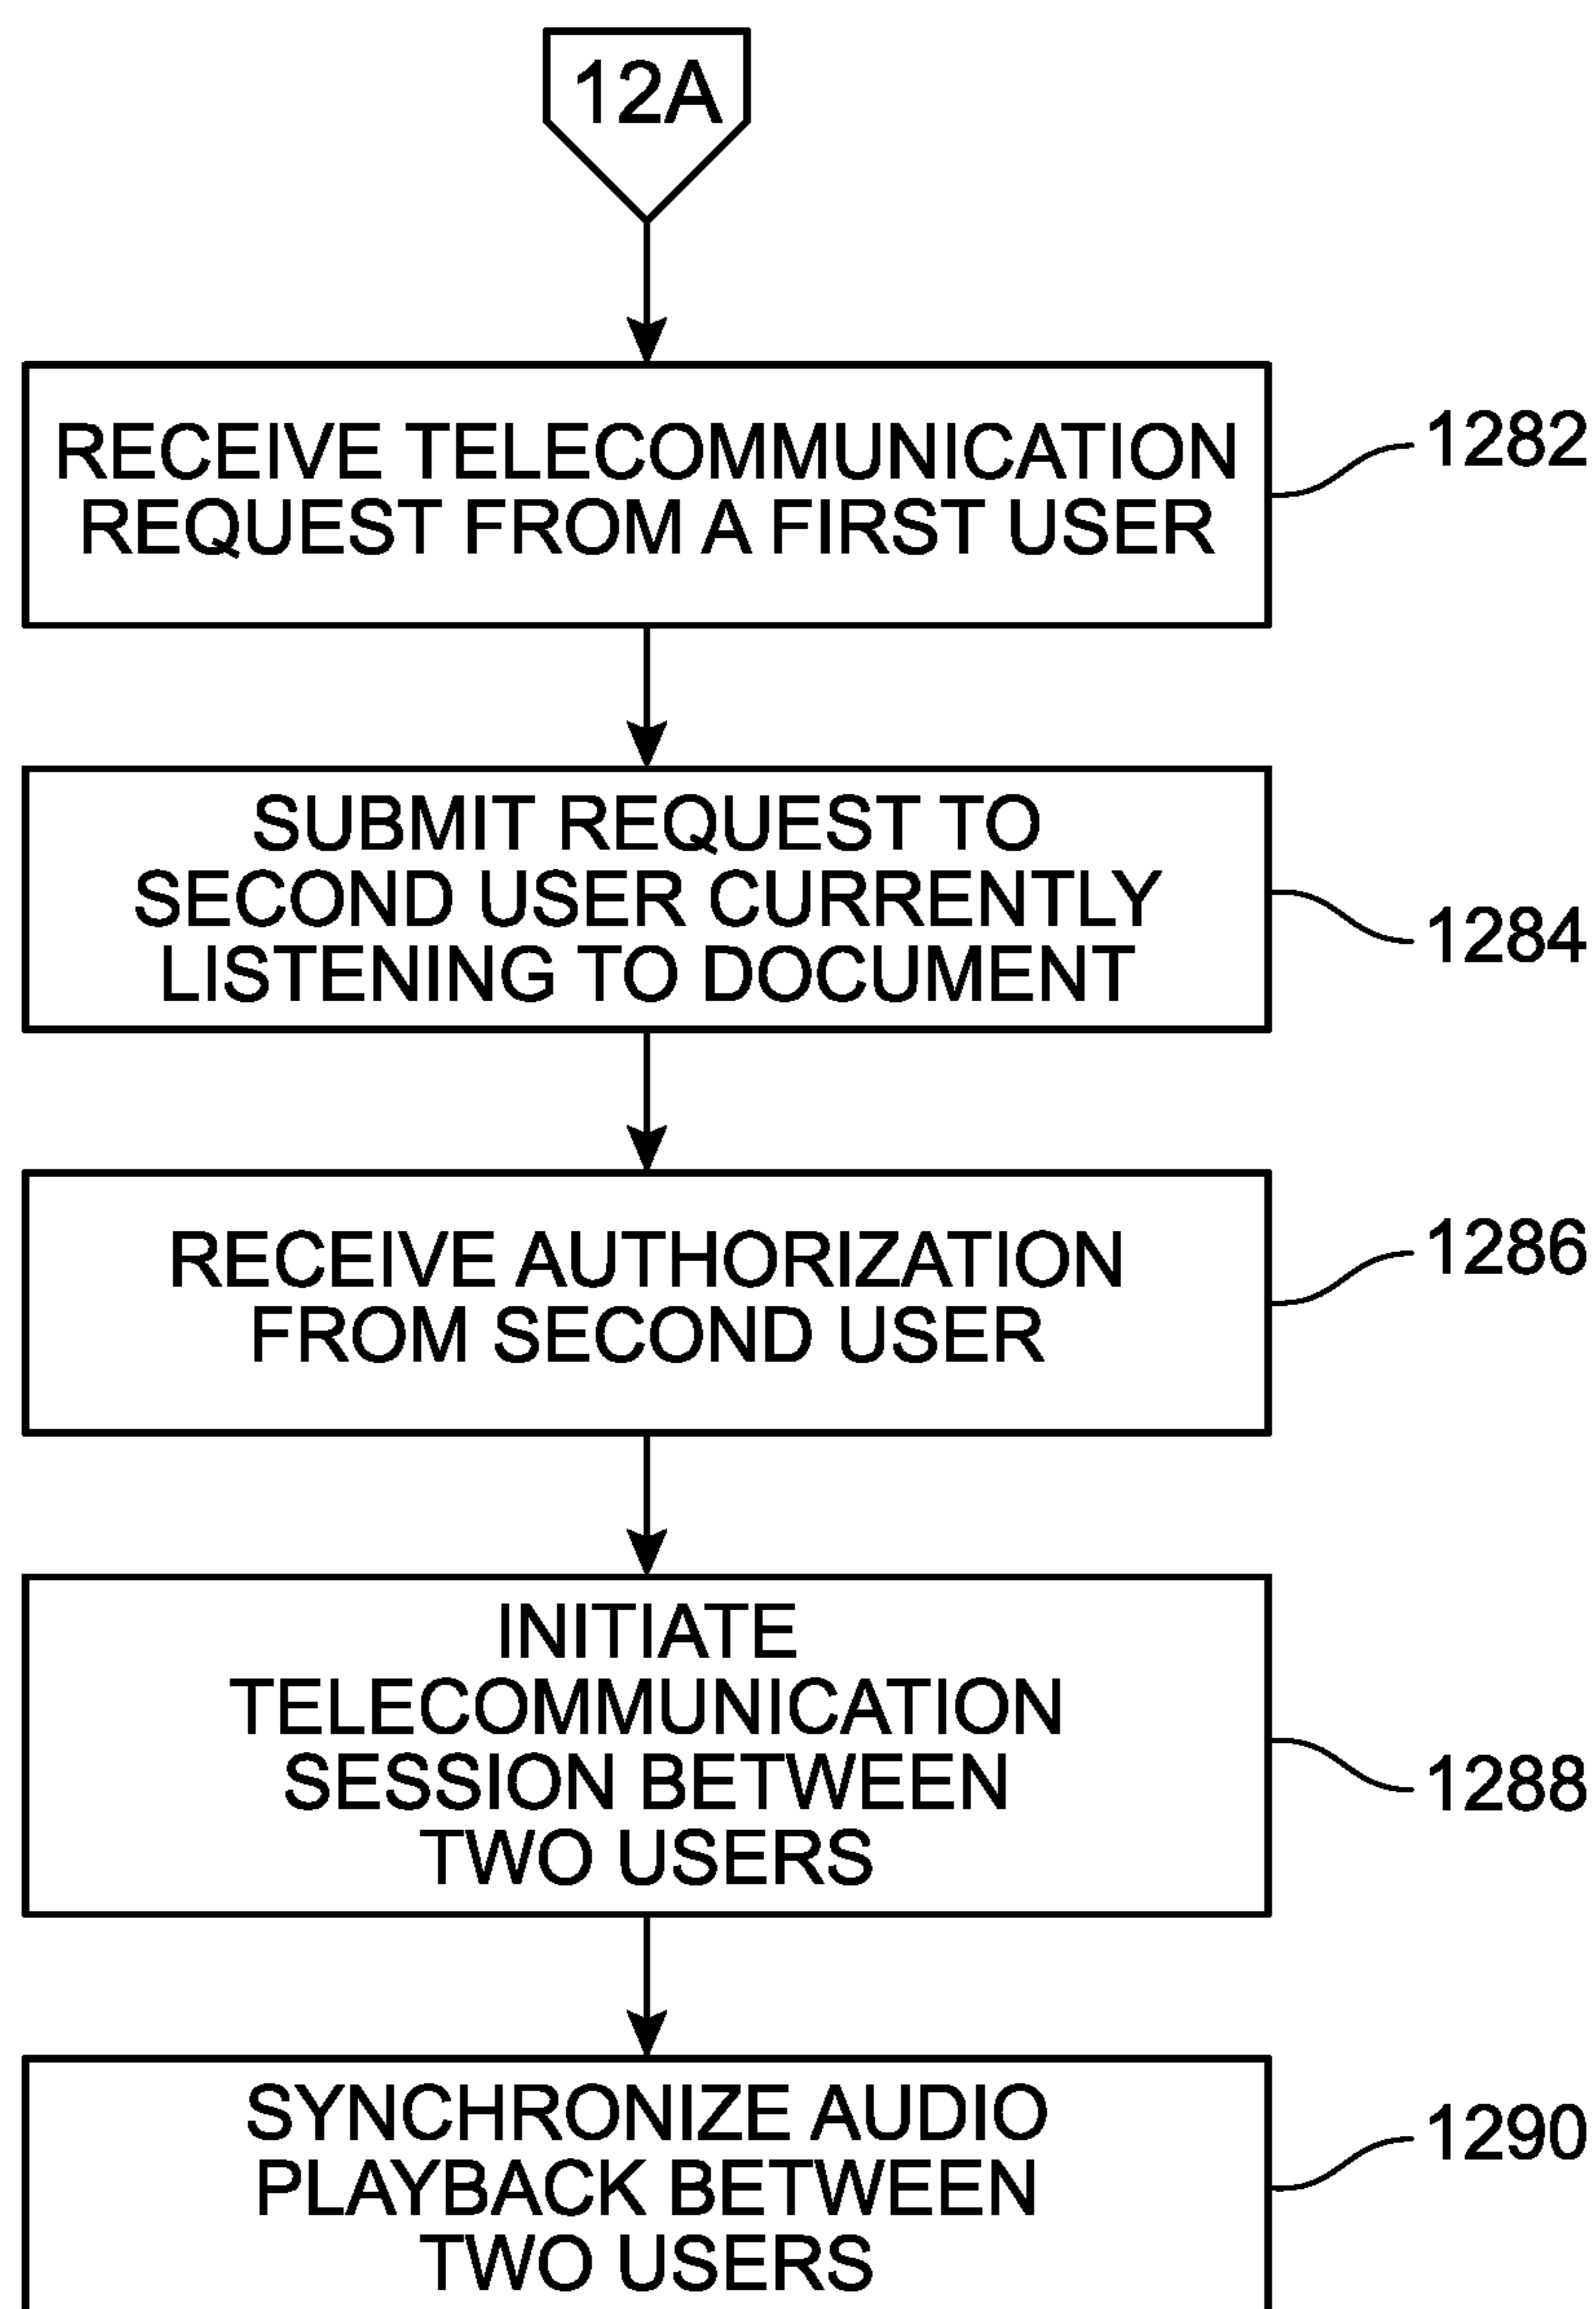 12A
RECEIVE TELECOMMUNICATION
REQUEST FROM A FIRST USER
1282
SUBMIT REQUEST TO
SECOND USER CURRENTLY
LISTENING TO DOCUMENT
1284
RECEIVE AUTHORIZATION
FROM SECOND USER
1286
INITIATE
TELECOMMUNICATION
SESSION BETWEEN
TWO USERS
1288
SYNCHRONIZE AUDIO
PLAYBACK BETWEEN
TWO USERS
1290